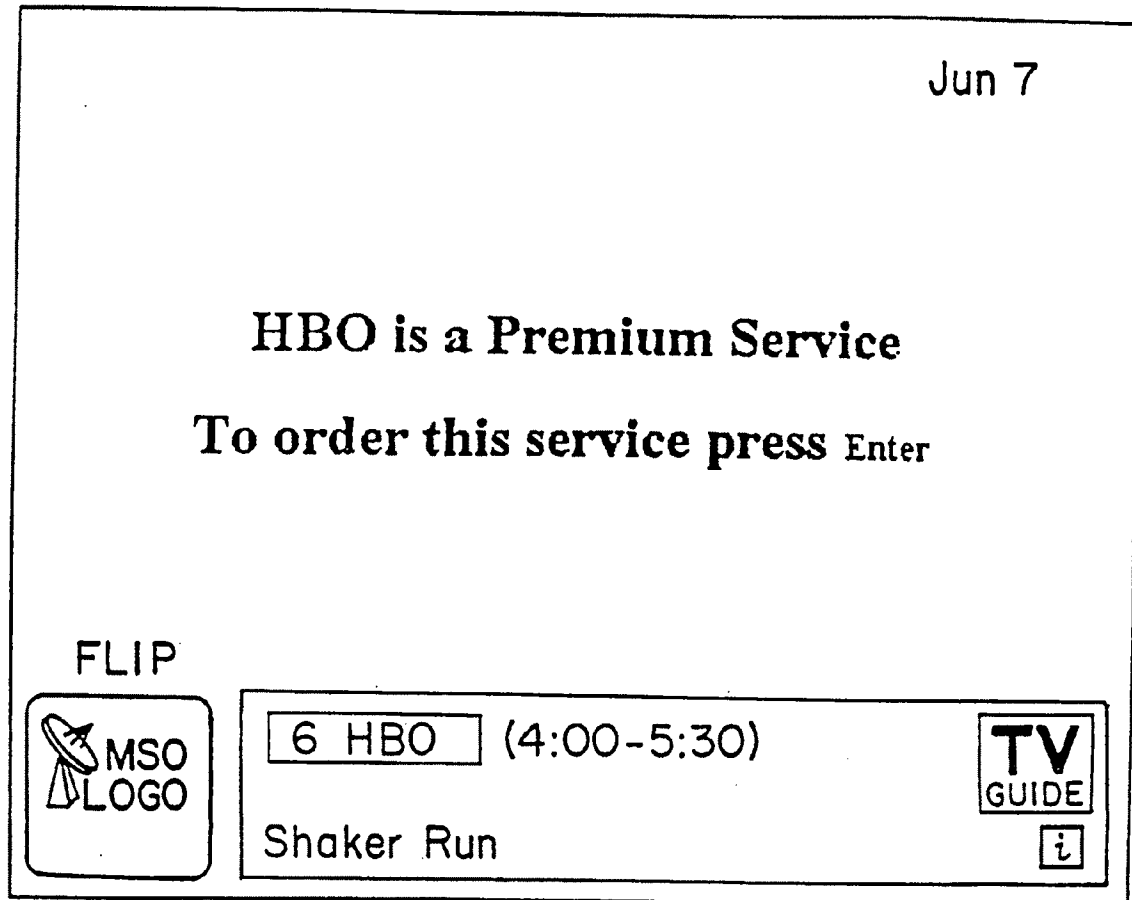 Jun 7
HBO is a Premium Service
To order this service press Enter
FLIP
MSO
LOGO
6 HBO (4:00-5:30)
TV
GUIDE
Shaker Run
i